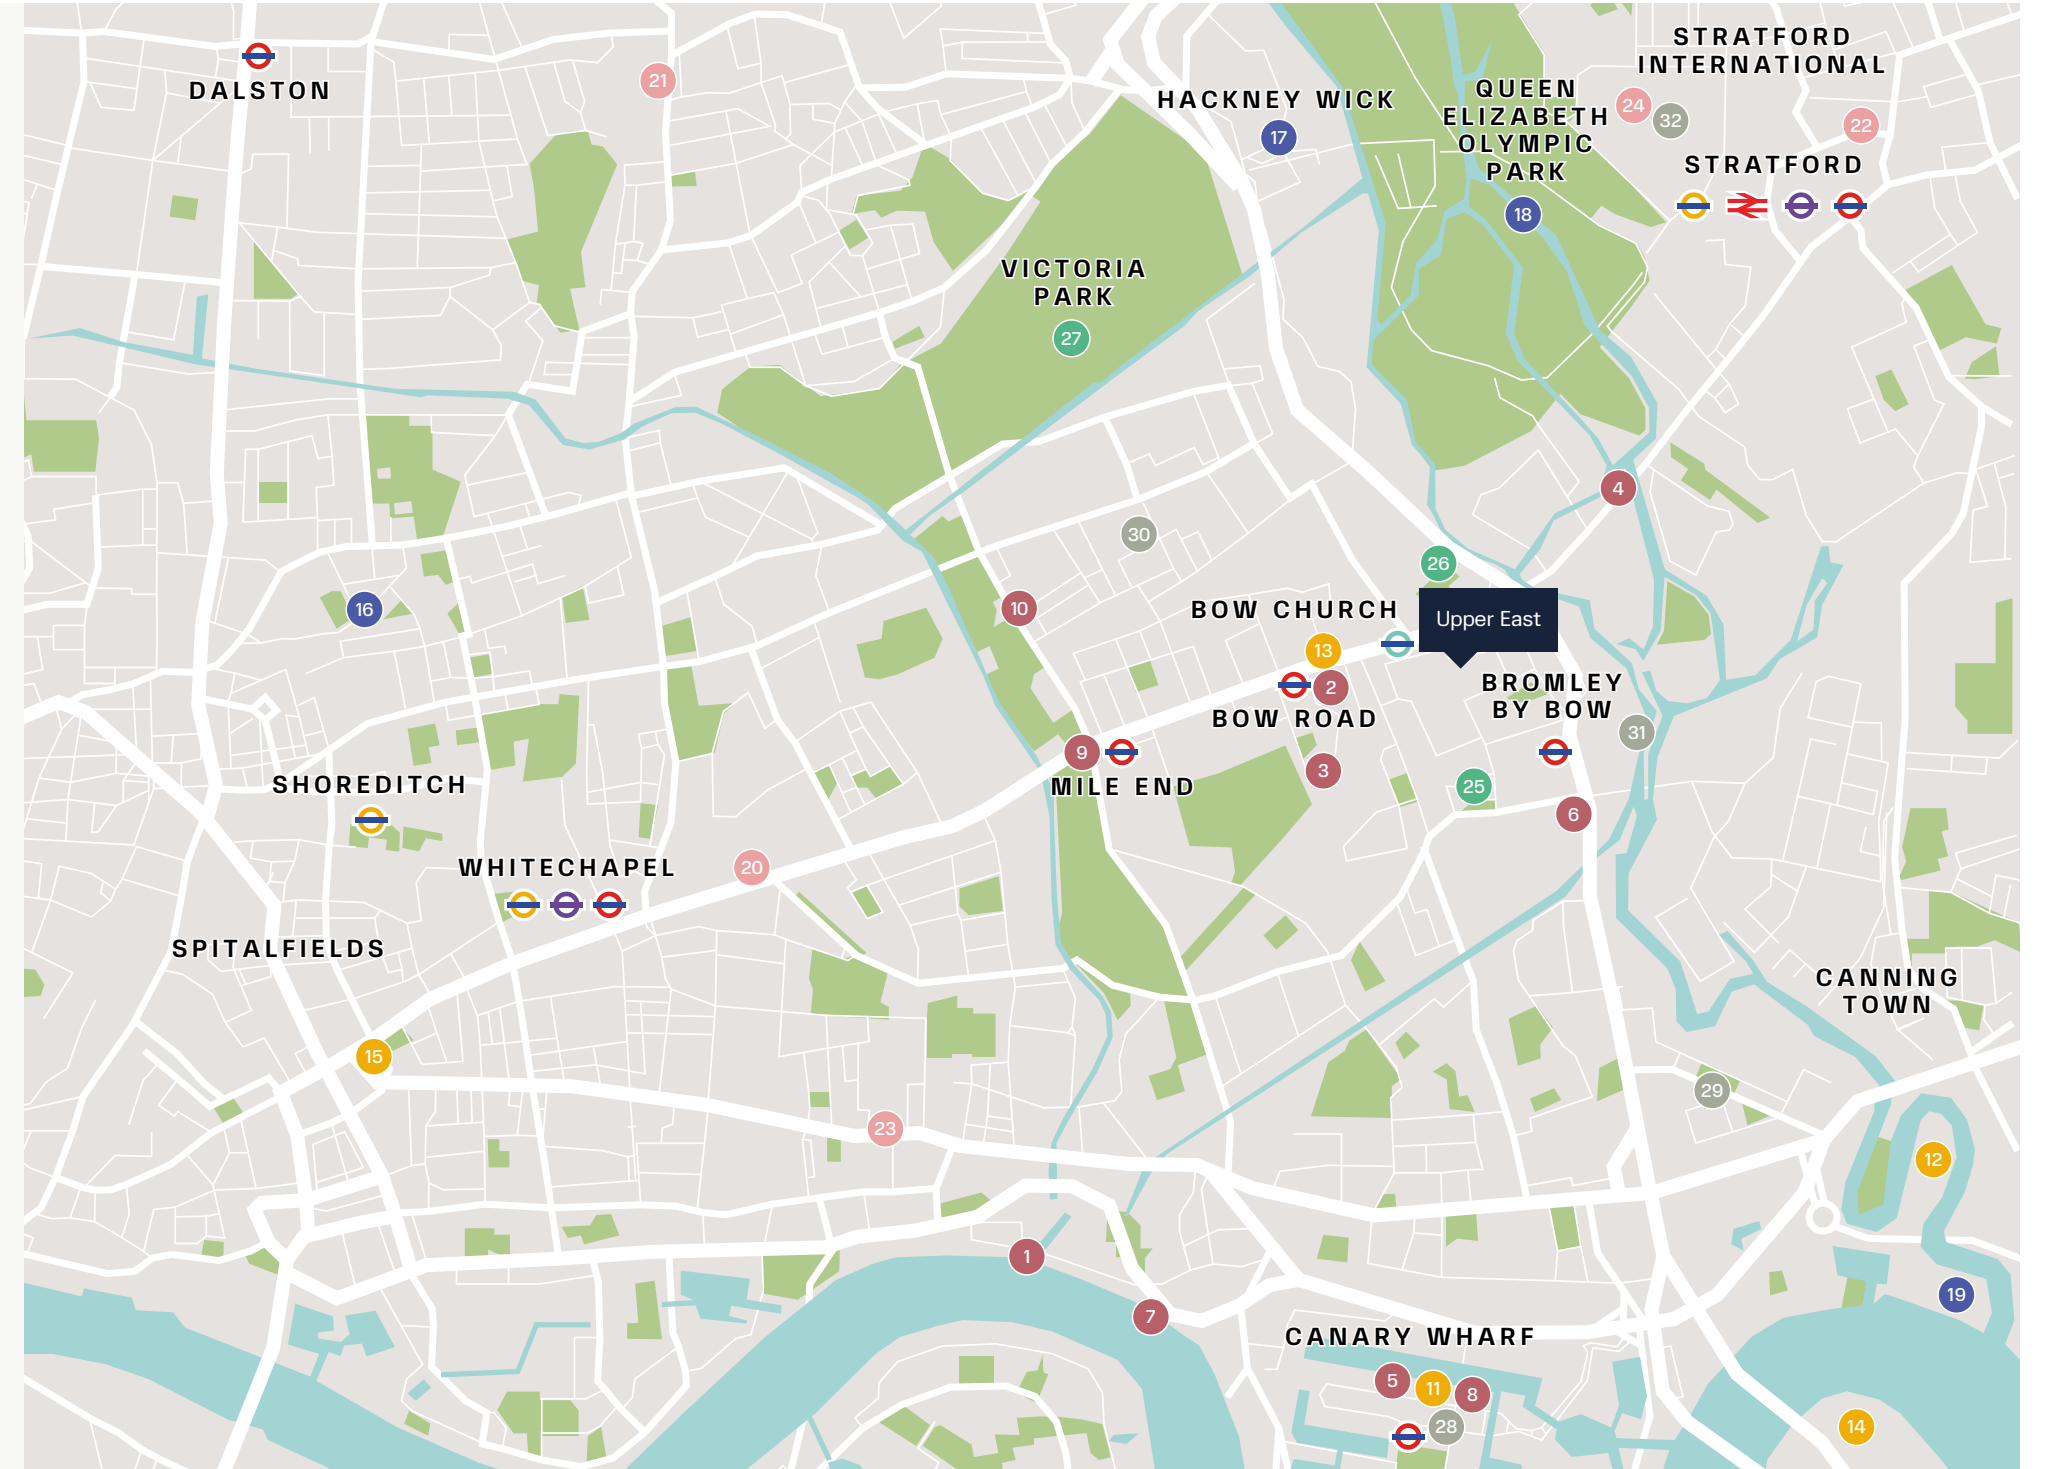 STRATFORD
INTERNATIONAL
DALSTON
21
HACKNEY WICK
17
QUEEN
ELIZABETH
OLYMPIC
PARK
18
24
32
22
STRATFORD
VICTORIA
PARK
27
4
30
26
16
10
BOW CHURCH
Upper East
13
2
BOW ROAD
BROMLEY
BY BOW
31
9
MILE END
3
25
6
SHOREDITCH
WHITECHAPEL
20
SPITALFIELDS
CANNING
TOWN
15
29
23
12
1
7
19
CANARY WHARF
5
11
8
28
14